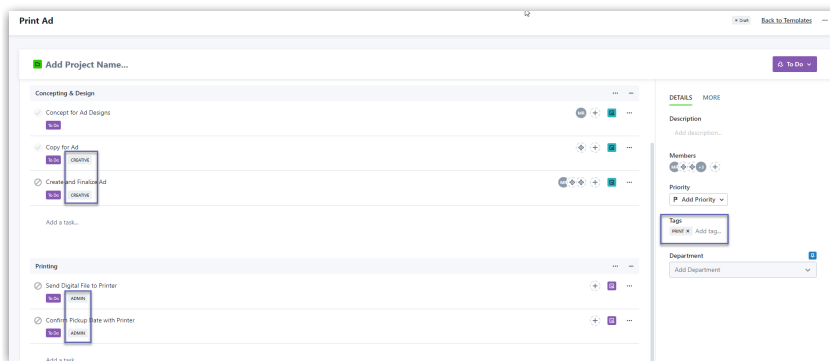 Print Ad
+ Draft
Back to Templates
Add Project Name...
To Do
Concepting & Design
Concept for Ad Designs
MR
To Do
Copy for Ad
To Do CREATIVE
Create and Finalize Ad
To Do CREATIVE
Add a task...
Printing
Send Digital File to Printer
To Do ADMIN
Confirm Pickup Date with Printer
To Do ADMIN
Add a task
DETAILS MORE
Description
Add description...
Members
Priority
Add Priority
Tags
PRINT × Add tag...
Department
Add Department